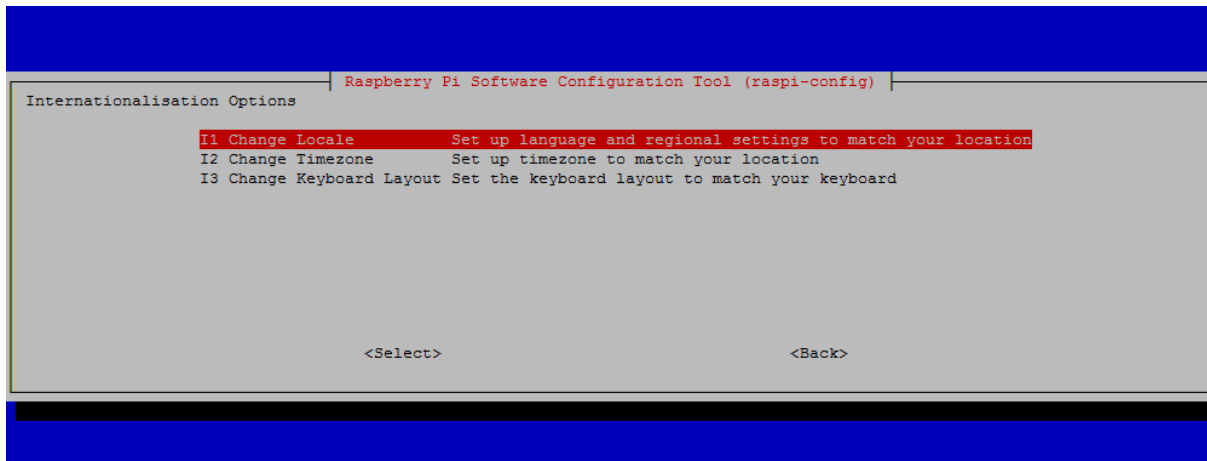 Raspberry Pi Software Configuration Tool (raspi-config)
Internationalisation Options
I1 Change Locale Set up language and regional settings to match your location
I2 Change Timezone Set up timezone to match your location
I3 Change Keyboard Layout Set the keyboard layout to match your keyboard
<Select> <Back>